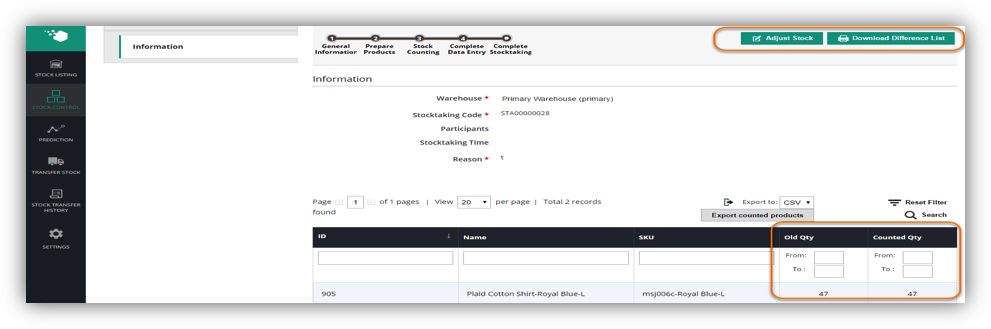 STOCK LISTING
STOCK CONTROL
PREDICTION
TRANSFER STOCK
STOCK TRANSFER
HISTORY
SETTINGS
Information
1 2 3 4
General Information Prepare Products Stock Counting Complete Data Entry Complete Stocktaking
Adjust Stock Download Difference List
Information
Warehouse * Primary Warehouse (primary)
Stocktaking Code * STA00000028
Participants
Stocktaking Time
Reason * t
Page 1 of 1 pages | View 20 per page | Total 2 records
found
Export to: CSV Reset Filter
Export counted products Search
ID Name SKU Old Qty Counted Qty
From: From:
To : To :
905 Plaid Cotton Shirt-Royal Blue-L msj006c-Royal Blue-L 47 47